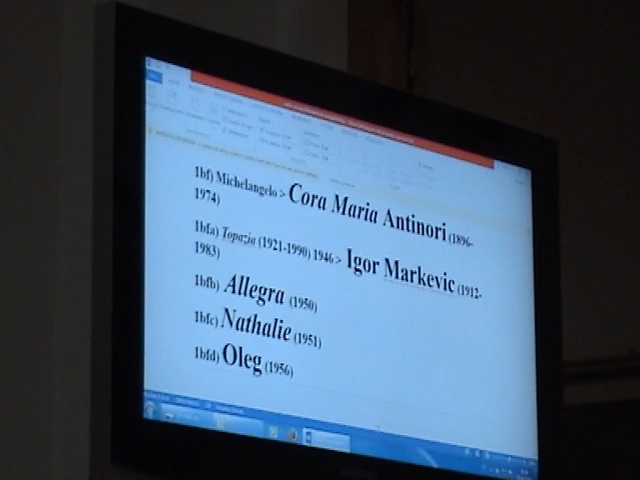 1bf) Michelangelo > Cora Maria Antinori (1896-
1974)
1bfa) Topazia (1921-1990) 1946 > Igor Markevic (1912-
1983)
1bfb) Allegra (1950)
1bfc) Nathalie (1951)
1bfd) Oleg (1956)